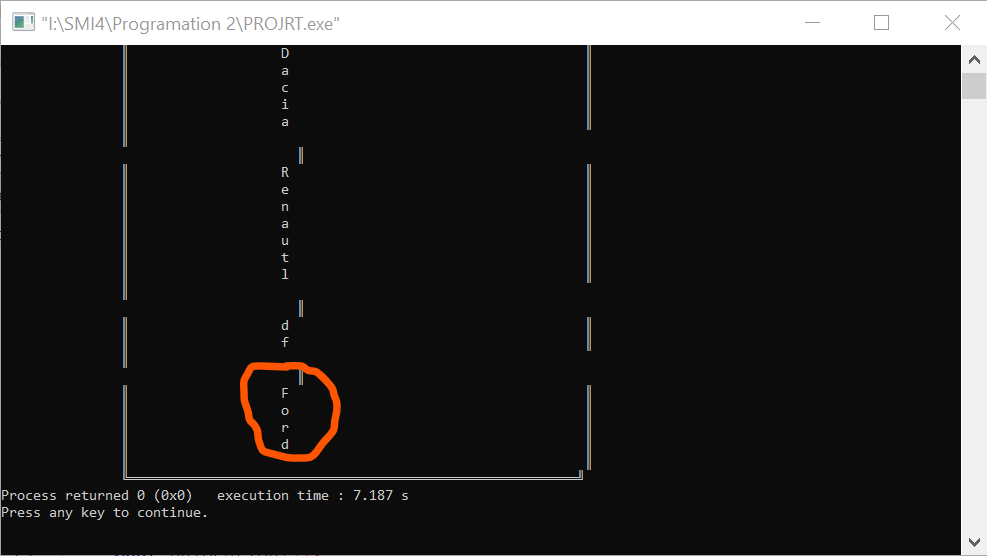 "I:\SMI4\Programation 2\PROJRT.exe"
D
a
c
i
a
R
e
n
a
u
t
l
d
f
F
o
r
d
Process returned 0 (0x0)   execution time : 7.187 s
Press any key to continue.